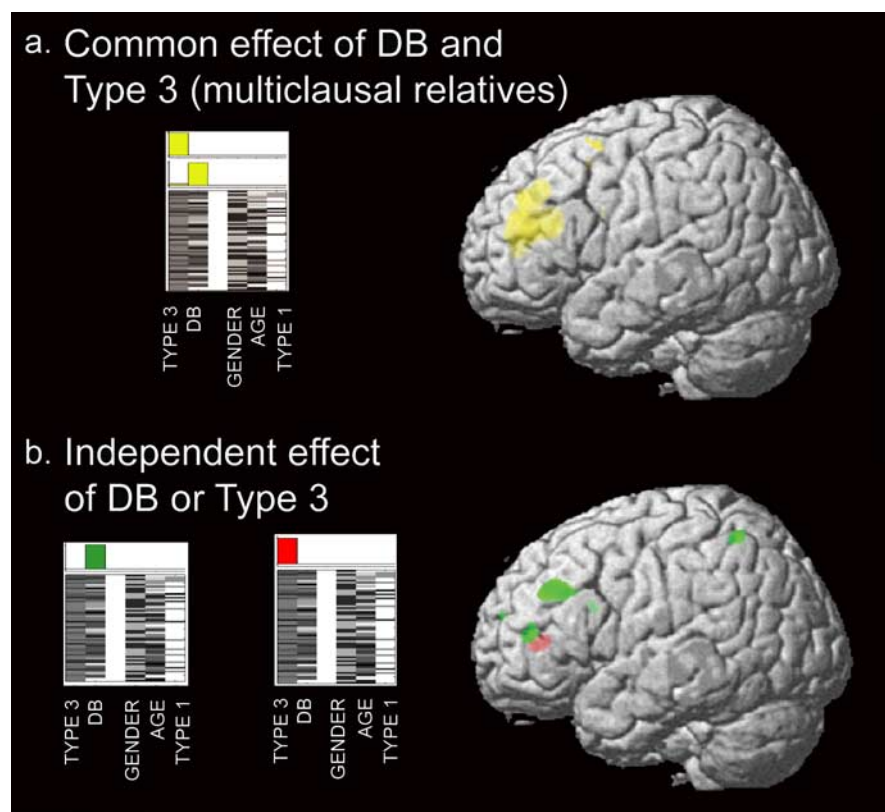 a. Common effect of DB and
Type 3 (multiclausal relatives)
TYPE 3
DB
GENDER
AGE
TYPE 1
b. Independent effect
of DB or Type 3
TYPE 3
DB
GENDER
AGE
TYPE 1
TYPE 3
DB
GENDER
AGE
TYPE 1